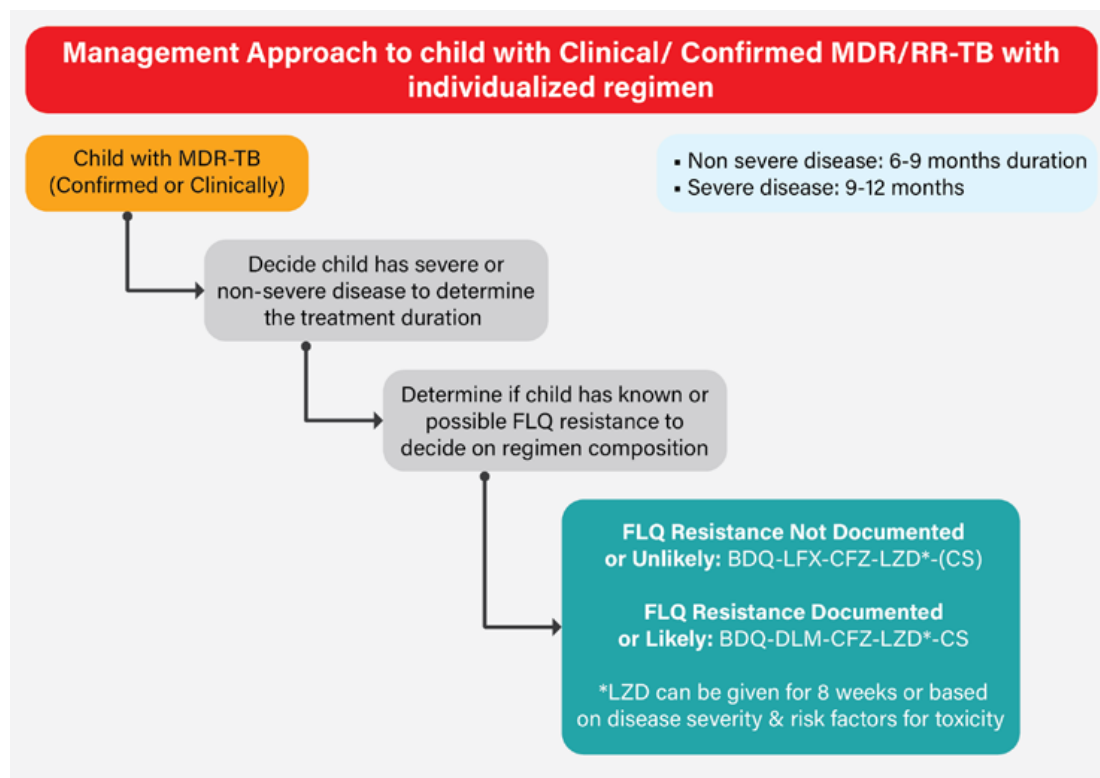 Management Approach to child with Clinical/ Confirmed MDR/RR-TB with
individualized regimen
Child with MDR-TB
(Confirmed or Clinically)
▪ Non severe disease: 6-9 months duration
▪ Severe disease: 9-12 months
Decide child has severe or
non-severe disease to determine
the treatment duration
Determine if child has known or
possible FLQ resistance to
decide on regimen composition
FLQ Resistance Not Documented
or Unlikely: BDQ-LFX-CFZ-LZD*-(CS)
FLQ Resistance Documented
or Likely: BDQ-DLM-CFZ-LZD*-CS
*LZD can be given for 8 weeks or based
on disease severity & risk factors for toxicity